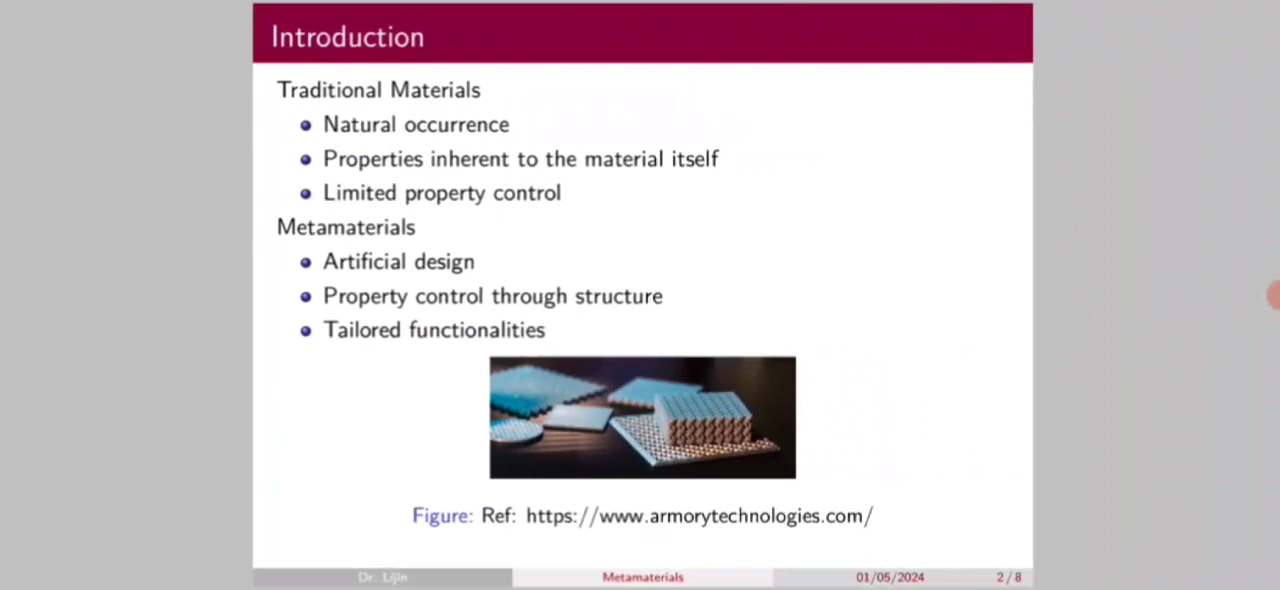 Introduction
Traditional Materials
Natural occurrence
Properties inherent to the material itself
Limited property control
Metamaterials
Artificial design
Property control through structure
Tailored functionalities
Figure: Ref: https://www.armorytechnologies.com/
Dr. Lijin Metamaterials 01/05/2024 2 / 8